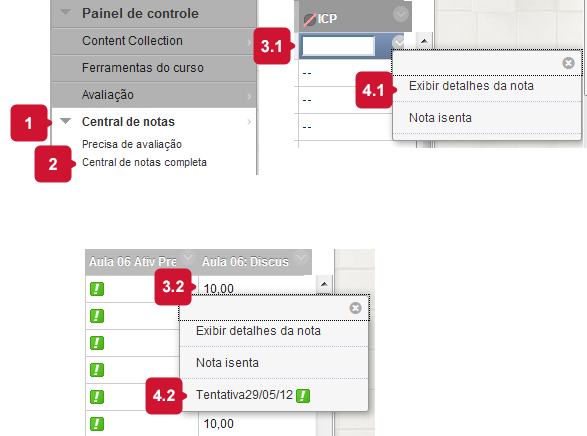 Painel de controle
Content Collection
Ferramentas do curso
Avaliação
1
Central de notas
Precisa de avaliação
2
Central de notas completa
ICP
3.1
--
--
--
4.1
Exibir detalhes da nota
Nota isenta
Aula 06 Ativ Pre
Aula 06: Discus
3.2
10,00
Exibir detalhes da nota
Nota isenta
4.2
Tentativa29/05/12
10,00